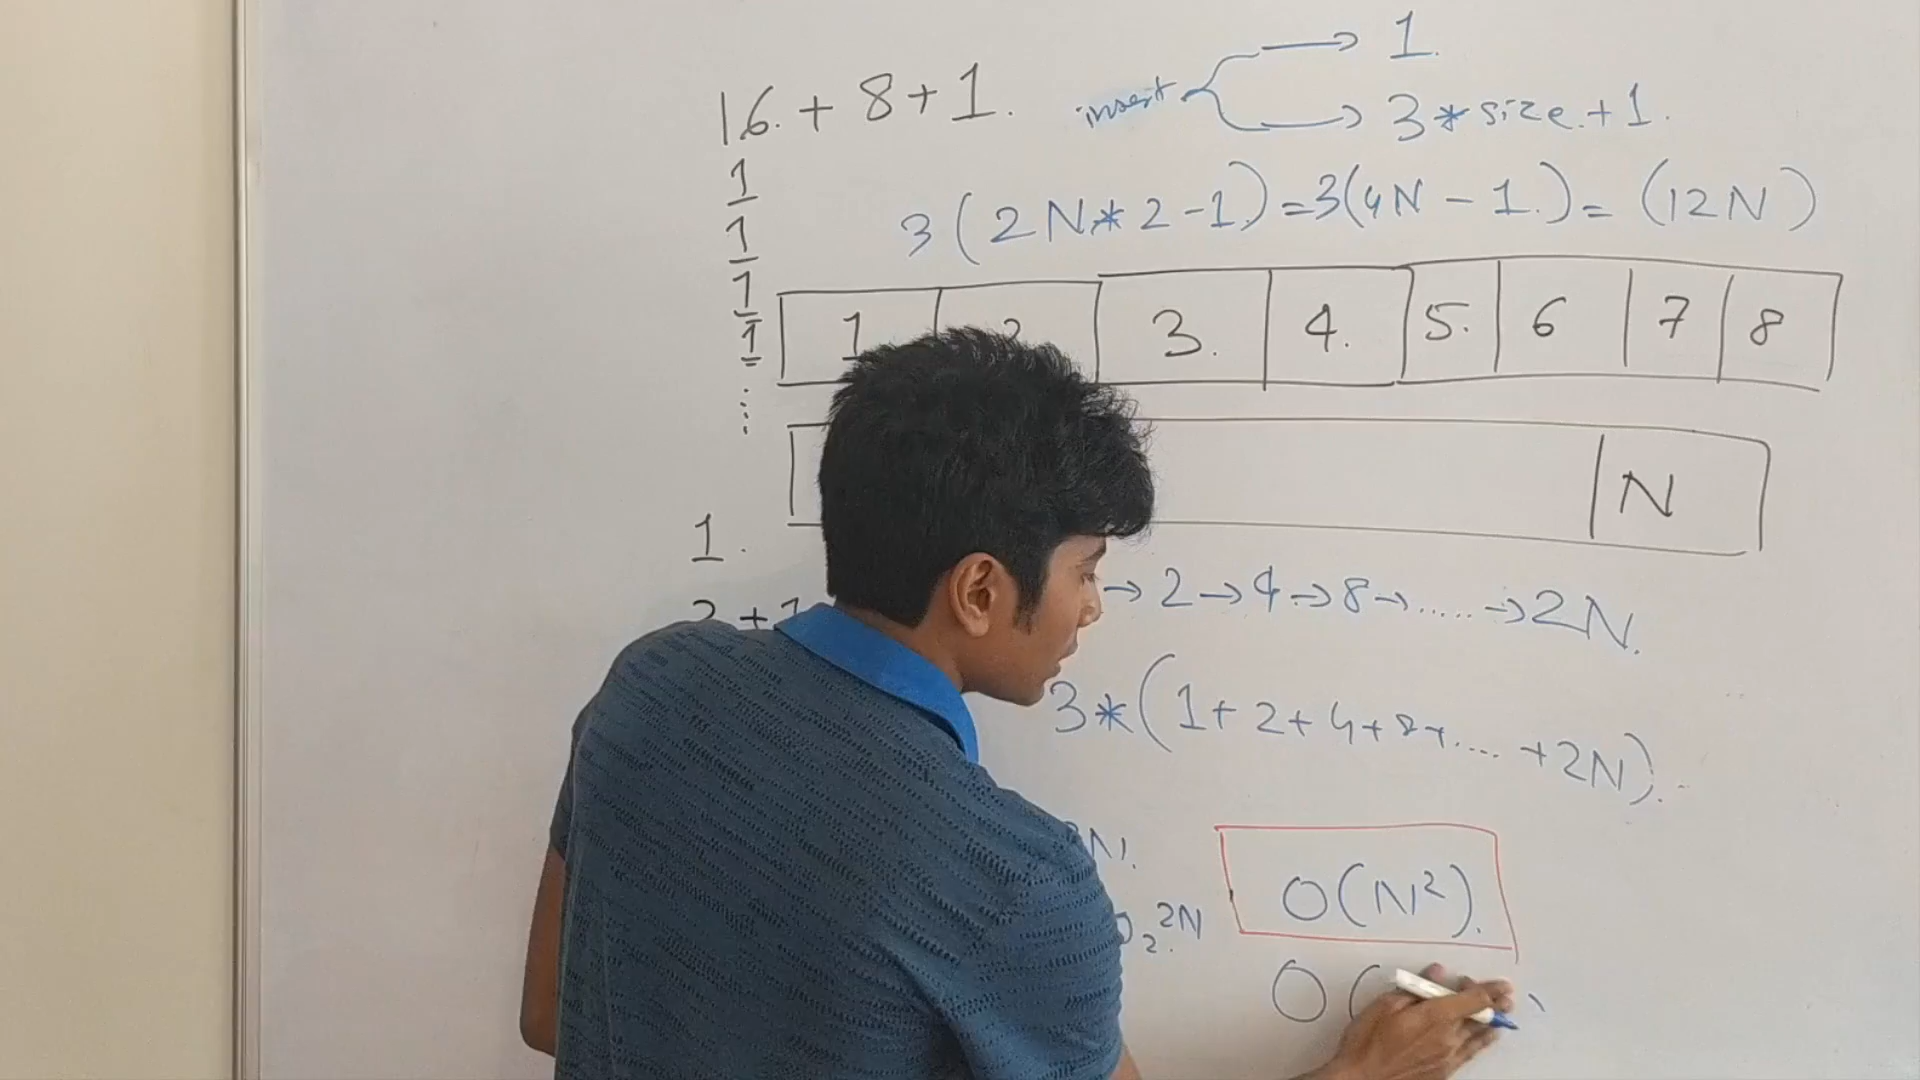 16. + 8 + 1.
insert → 1.
→ 3 * size. + 1.
1
1
1
1
⋮
3 ( 2N * 2 - 1.) = 3(4N - 1.) = (12N)
1
3. 4. 5. 6 7 8
N
1.
→ 2 → 4 → 8 → ..... → 2N.
3 * ( 1 + 2 + 4 + 8 + .... + 2N).
O(N²).
2N
O (